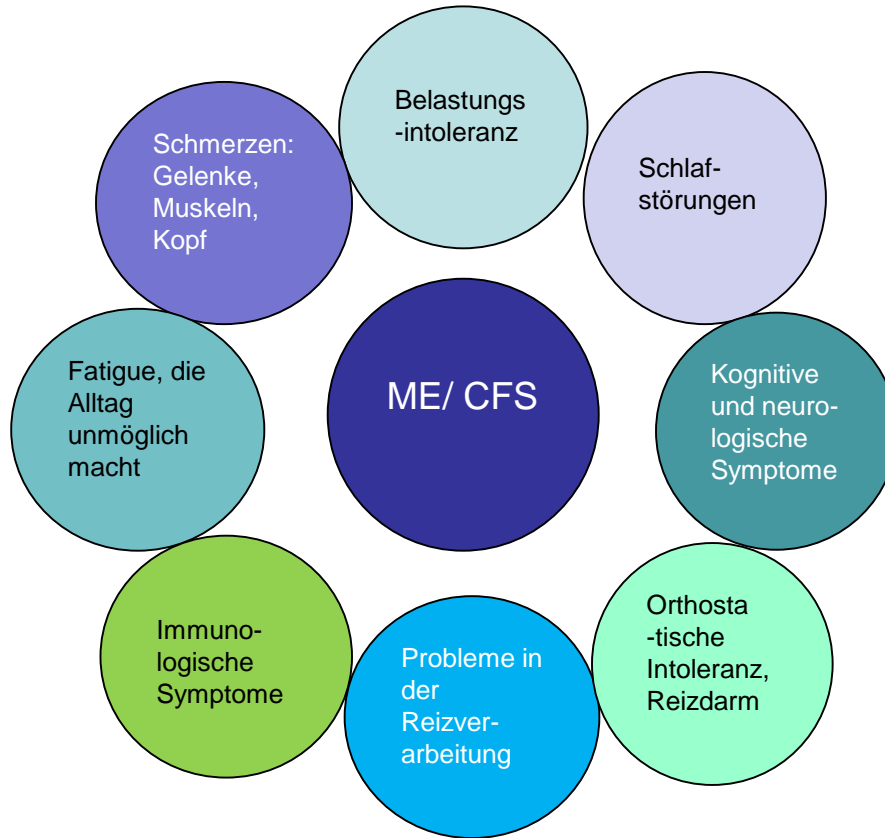 Belastungs
-intoleranz
Schlaf-
störungen
Kognitive
und neuro-
logische
Symptome
Orthosta
-tische
Intoleranz,
Reizdarm
Probleme in
der
Reizver-
arbeitung
Immuno-
logische
Symptome
Fatigue, die
Alltag
unmöglich
macht
Schmerzen:
Gelenke,
Muskeln,
Kopf
ME/ CFS